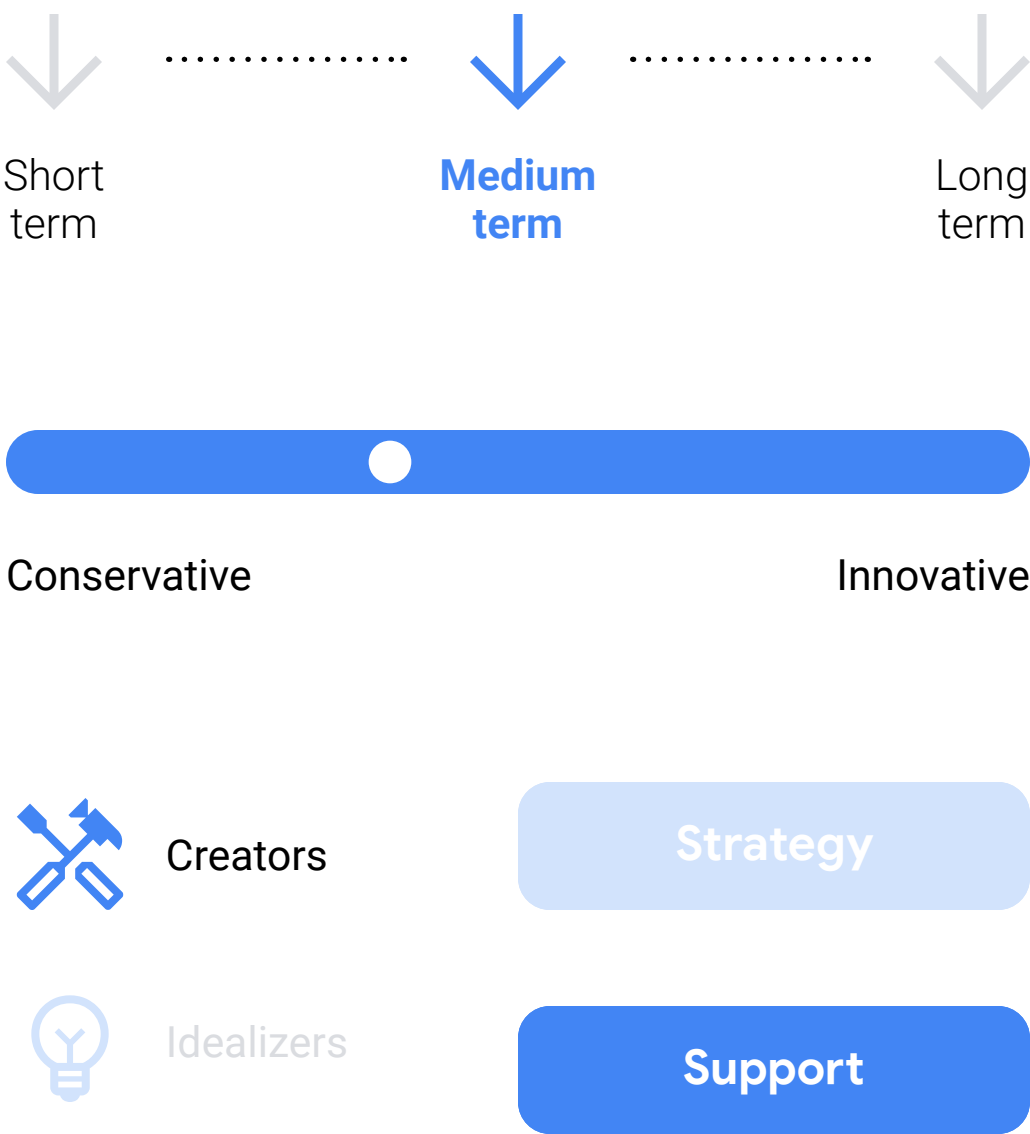 Short
term
Medium
term
Long
term
Conservative
Innovative
Creators
Strategy
Idealizers
Support